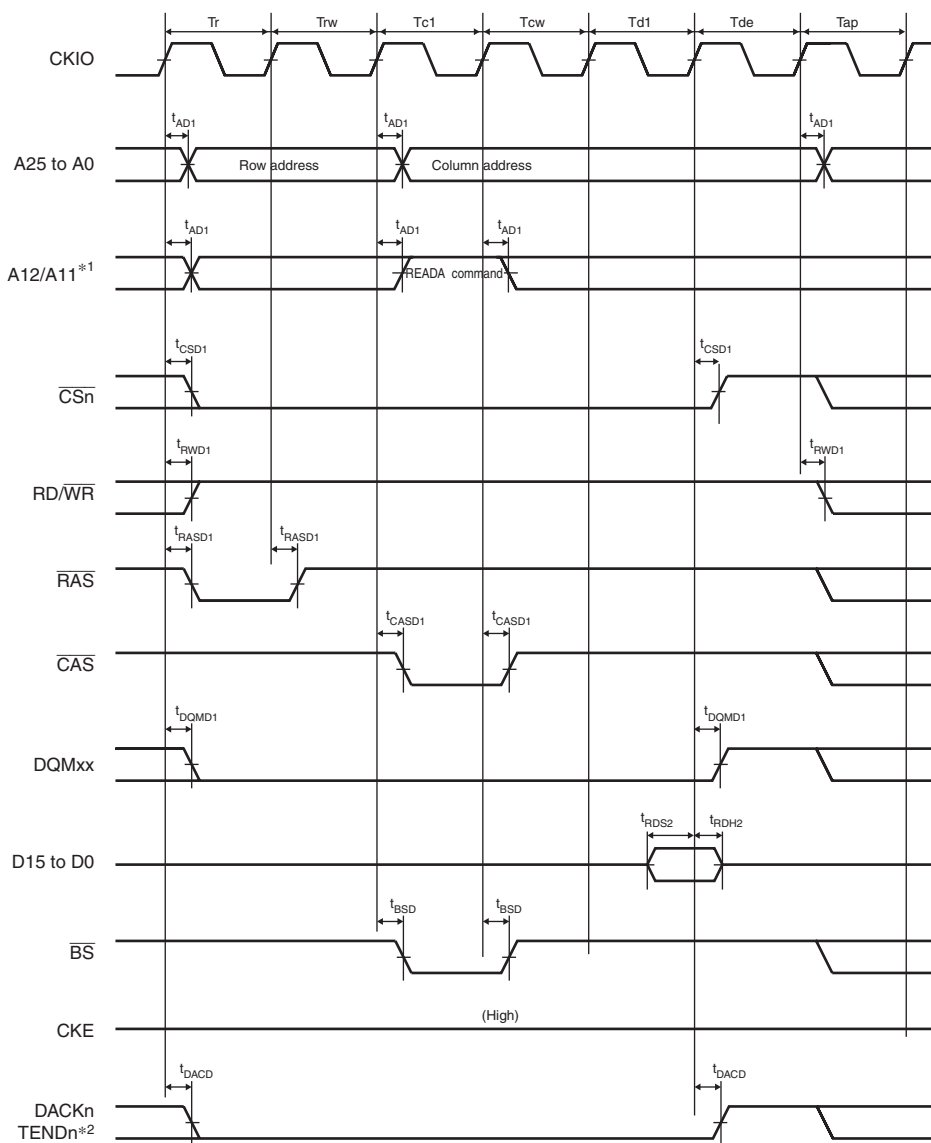 Tr Trw Tc1 Tcw Td1 Tde Tap
CKIO
tAD1 tAD1 tAD1
A25 to A0 Row address Column address
tAD1 tAD1 tAD1
A12/A11*1 READA command
tCSD1 tCSD1
CSn
tRWD1 tRWD1
RD/WR
tRASD1 tRASD1
RAS
tCASD1 tCASD1
CAS
tDQMD1 tDQMD1
DQMxx
tRDS2 tRDH2
D15 to D0
tBSD tBSD
BS
(High)
CKE
tDACD tDACD
DACKn
TENDn*2